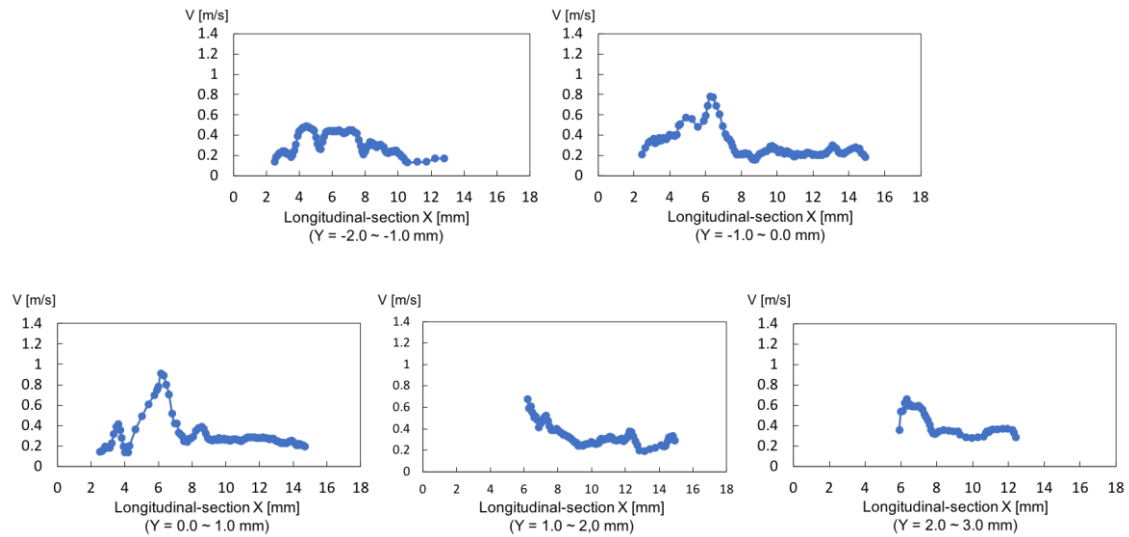 V [m/s]
1.4
1.2
1
0.8
0.6
0.4
0.2
0
0 2 4 6 8 10 12 14 16 18
Longitudinal-section X [mm]
(Y = -2.0 ~ -1.0 mm)
V [m/s]
1.4
1.2
1
0.8
0.6
0.4
0.2
0
0 2 4 6 8 10 12 14 16 18
Longitudinal-section X [mm]
(Y = -1.0 ~ 0.0 mm)
V [m/s]
1.4
1.2
1
0.8
0.6
0.4
0.2
0
0 2 4 6 8 10 12 14 16 18
Longitudinal-section X [mm]
(Y = 0.0 ~ 1.0 mm)
V [m/s]
1.4
1.2
1
0.8
0.6
0.4
0.2
0
0 2 4 6 8 10 12 14 16 18
Longitudinal-section X [mm]
(Y = 1.0 ~ 2,0 mm)
V [m/s]
1.4
1.2
1
0.8
0.6
0.4
0.2
0
0 2 4 6 8 10 12 14 16 18
Longitudinal-section X [mm]
(Y = 2.0 ~ 3.0 mm)